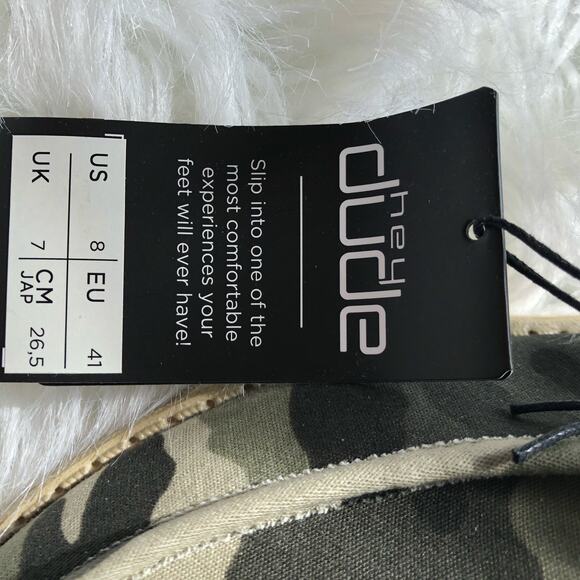 hey
dude
Slip into one of the
most comfortable
experiences your
feet will ever have!
US 8 EU 41
UK 7 CM JAP 26,5